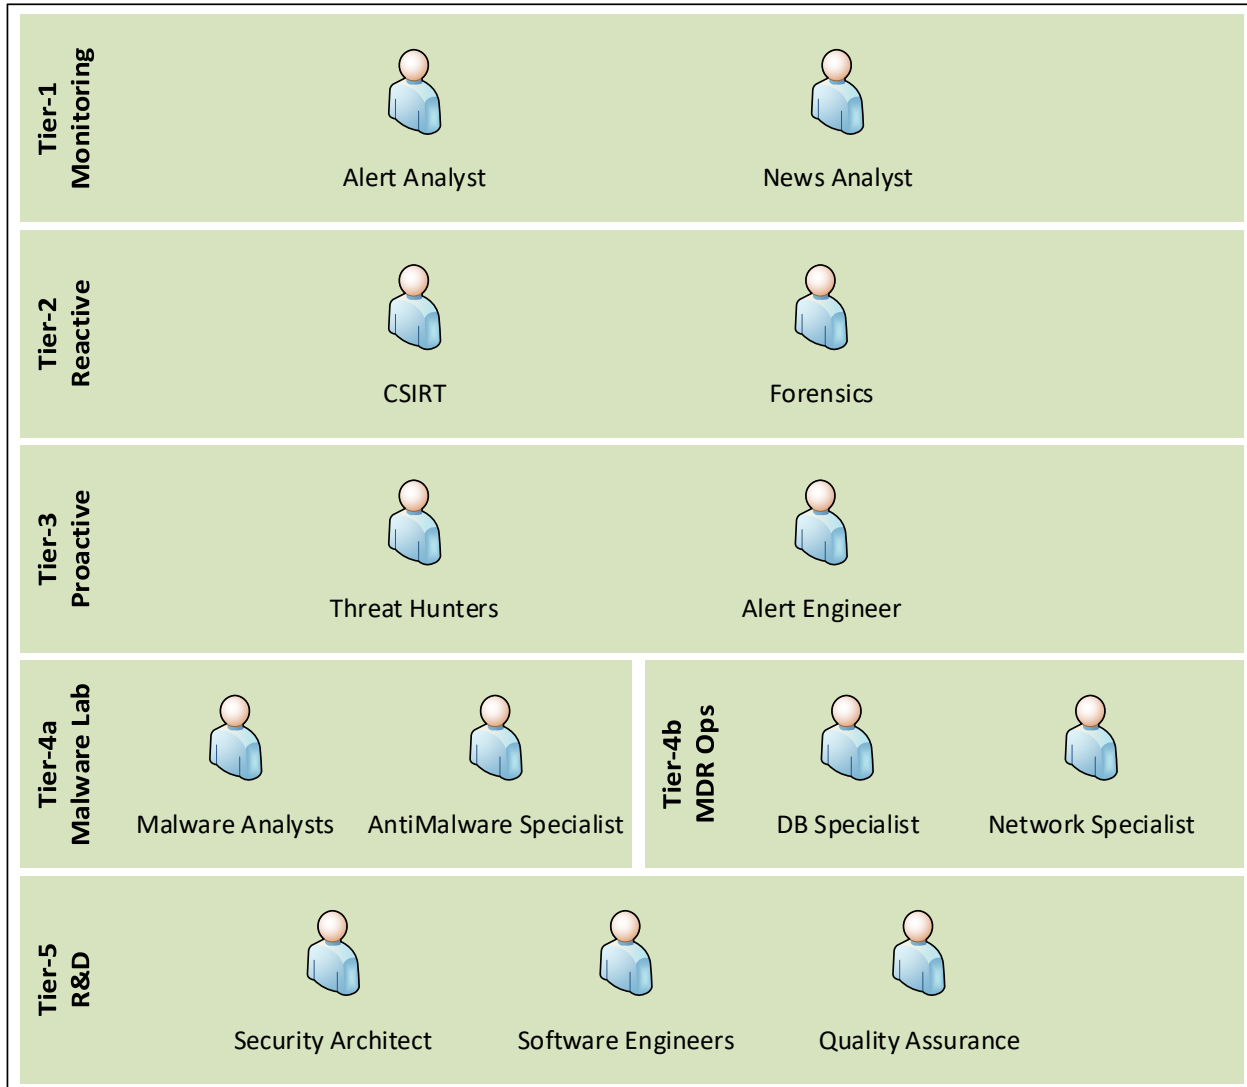 Tier-1
Monitoring
Alert Analyst
News Analyst
Tier-2
Reactive
CSIRT
Forensics
Tier-3
Proactive
Threat Hunters
Alert Engineer
Tier-4a
Malware Lab
Malware Analysts
AntiMalware Specialist
Tier-4b
MDR Ops
DB Specialist
Network Specialist
Tier-5
R&D
Security Architect
Software Engineers
Quality Assurance